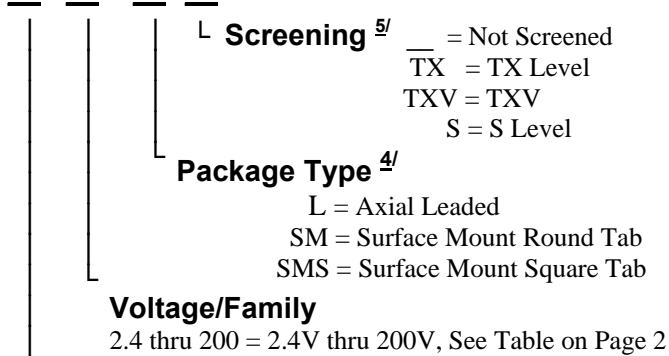 Screening 5/ __ = Not Screened
TX = TX Level
TXV = TXV
S = S Level
Package Type 4/
L = Axial Leaded
SM = Surface Mount Round Tab
SMS = Surface Mount Square Tab
Voltage/Family
2.4 thru 200 = 2.4V thru 200V, See Table on Page 2